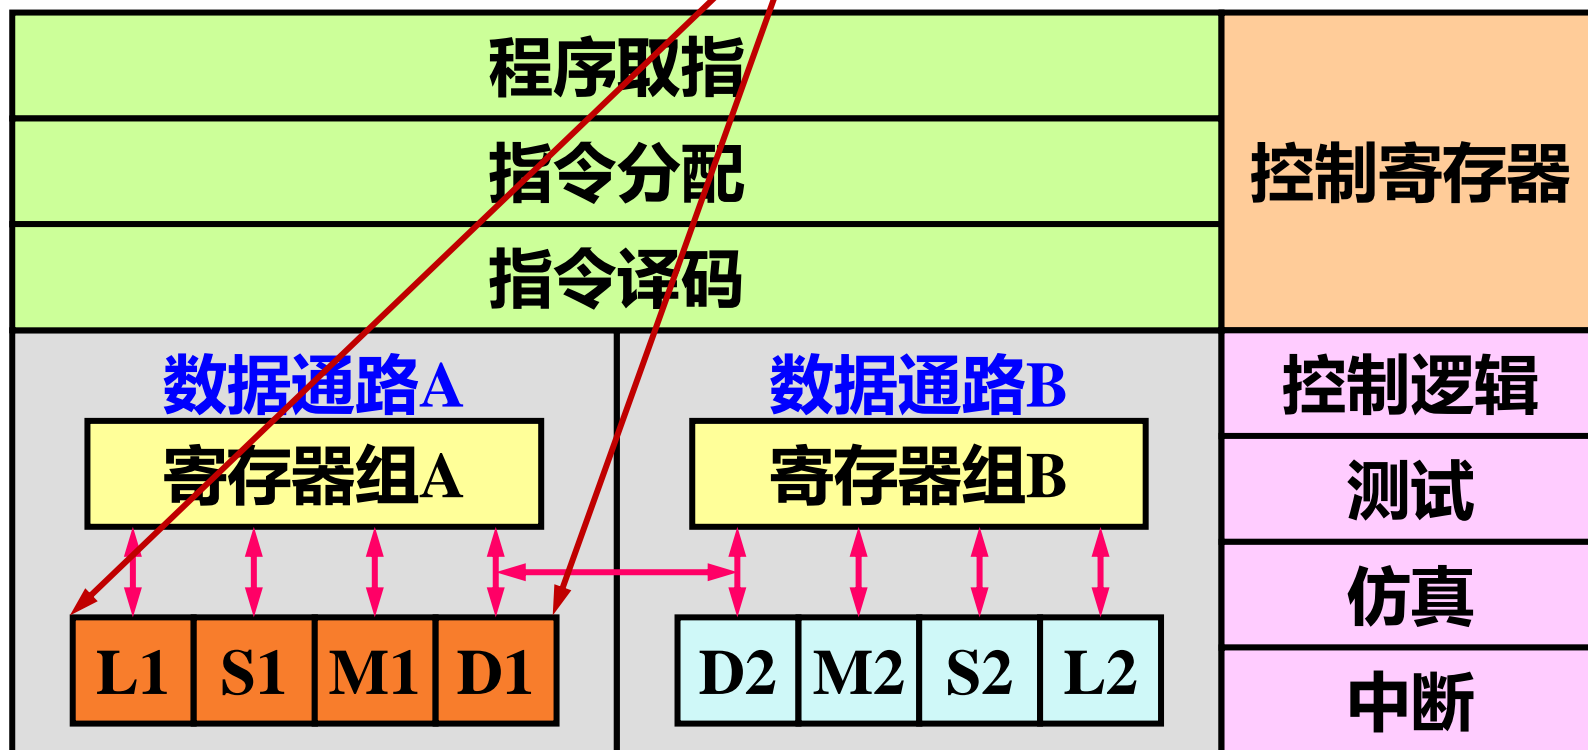 程序取指
指令分配
指令译码
控制寄存器
数据通路A
寄存器组A
L1 S1 M1 D1
数据通路B
寄存器组B
D2 M2 S2 L2
控制逻辑
测试
仿真
中断